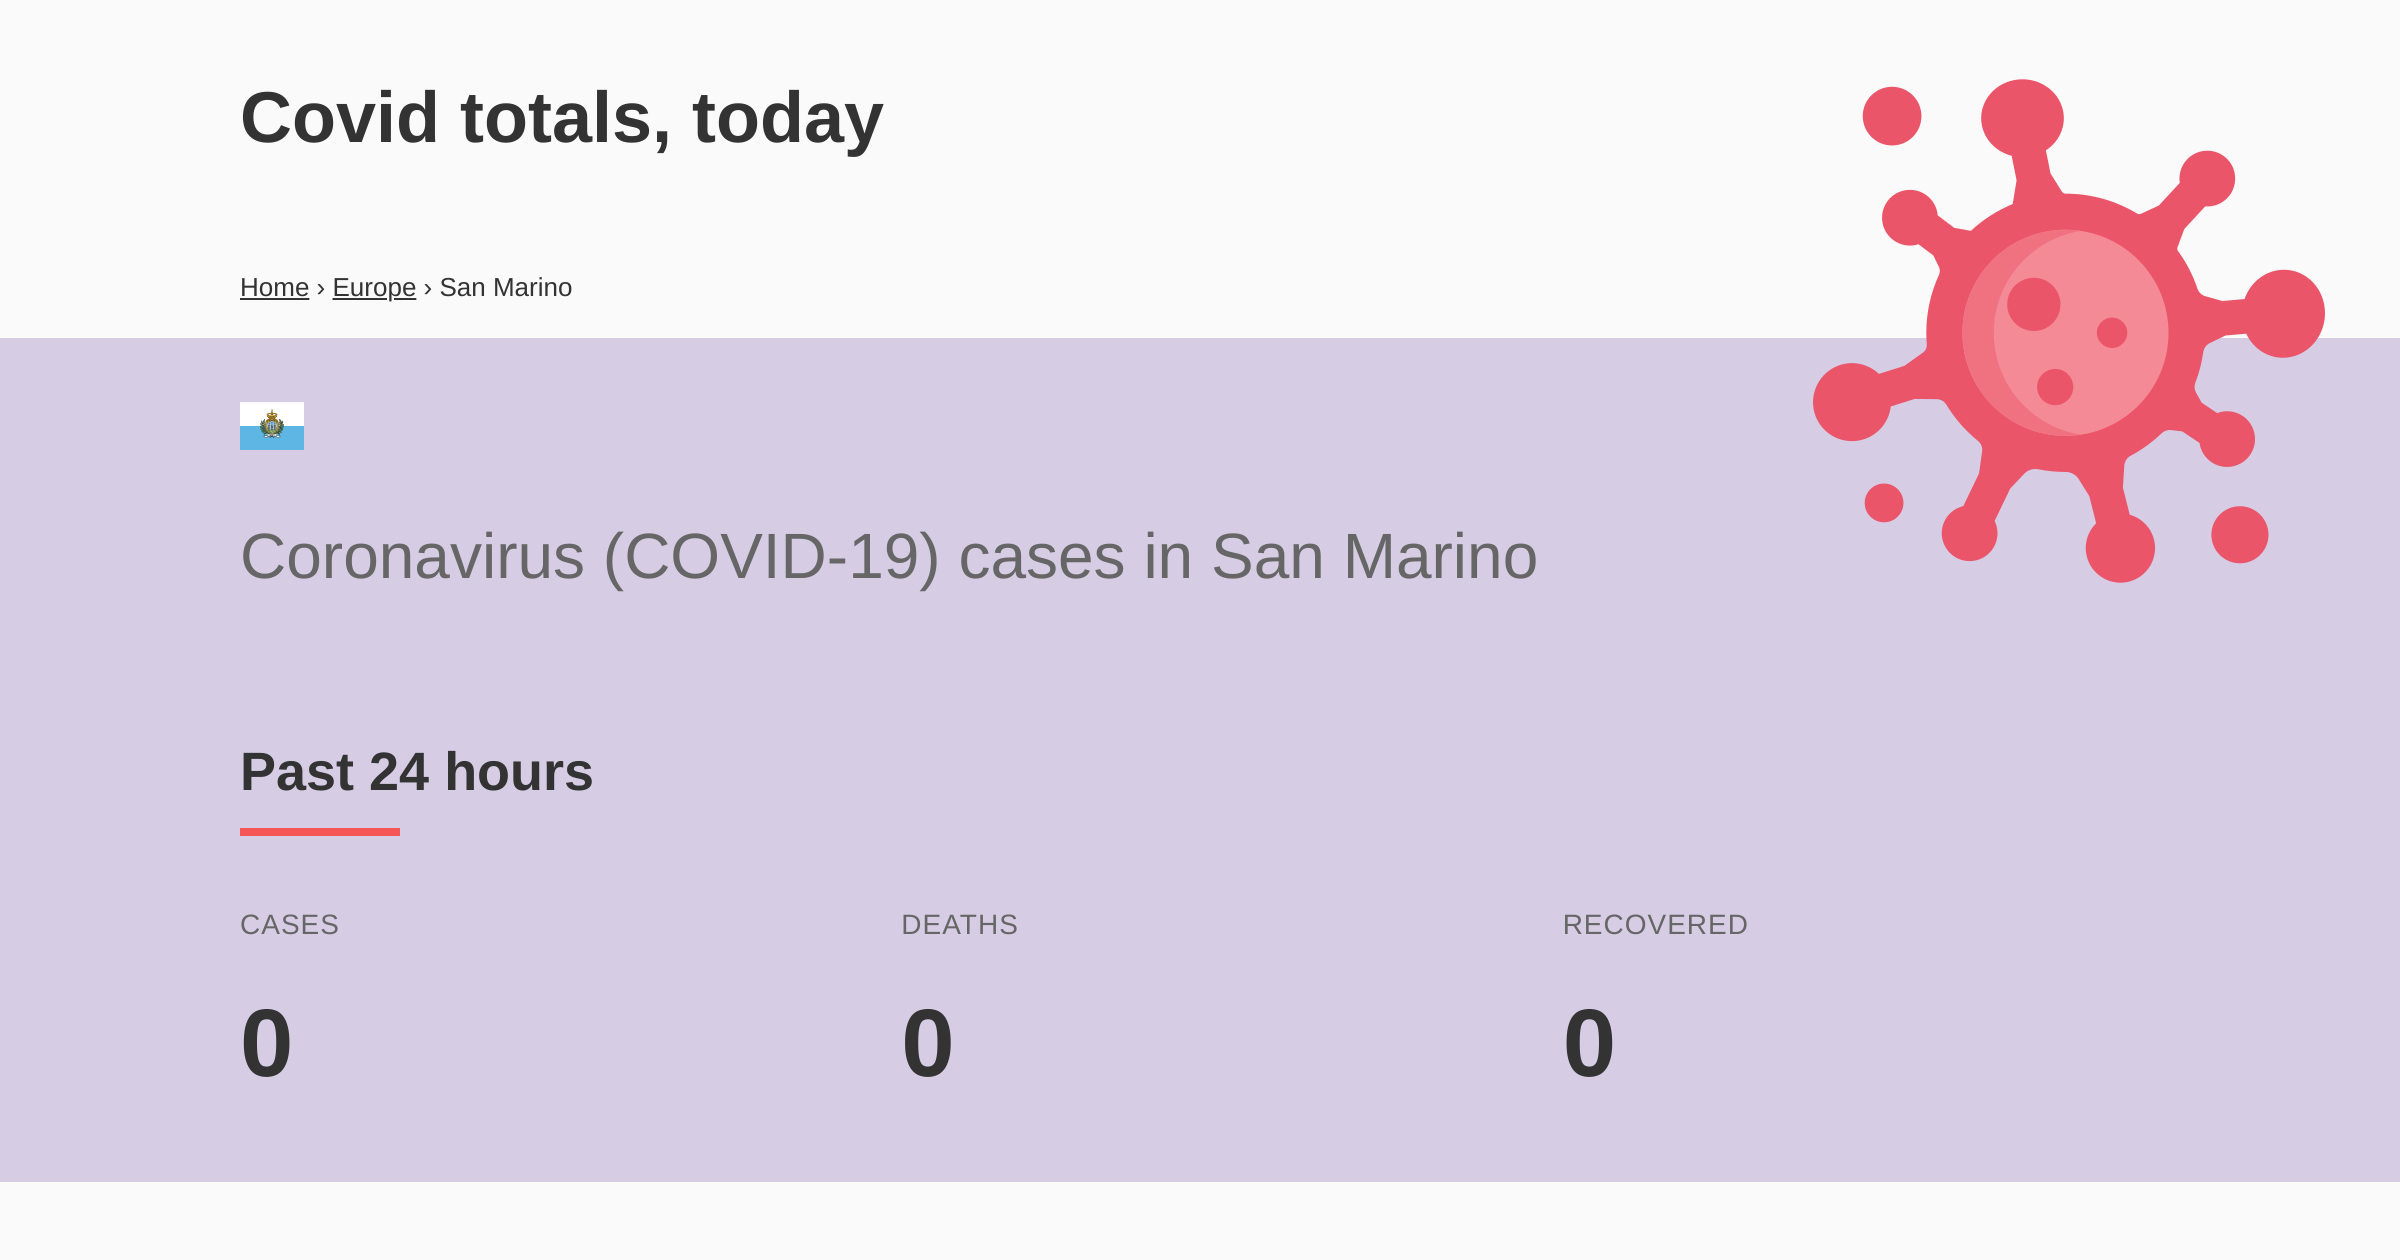 Covid totals, today
Home › Europe › San Marino
Coronavirus (COVID-19) cases in San Marino
Past 24 hours
CASES
DEATHS
RECOVERED
0
0
0